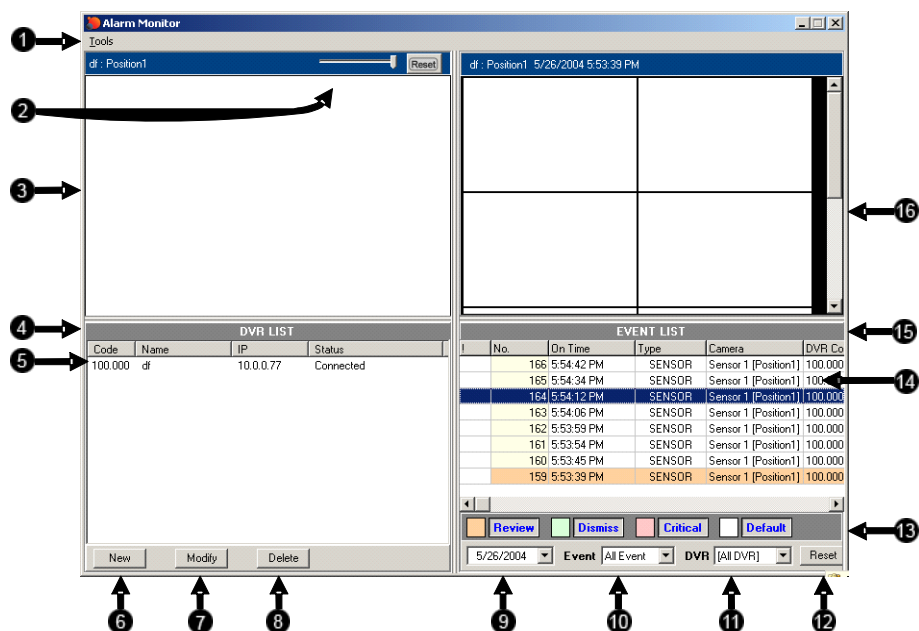 Alarm Monitor
1
Tools
df : Position1
Reset
df : Position1 5/26/2004 5:53:39 PM
2
3
16
4
DVR LIST
EVENT LIST
15
Code Name IP Status
! No. On Time Type Camera DVR Co
5
100.000 df 10.0.0.77 Connected
166 5:54:42 PM SENSOR Sensor 1 [Position1] 100.000
165 5:54:34 PM SENSOR Sensor 1 [Position1] 100.
14
164 5:54:12 PM SENSOR Sensor 1 [Position1] 100.000
163 5:54:06 PM SENSOR Sensor 1 [Position1] 100.000
162 5:53:59 PM SENSOR Sensor 1 [Position1] 100.000
161 5:53:54 PM SENSOR Sensor 1 [Position1] 100.000
160 5:53:45 PM SENSOR Sensor 1 [Position1] 100.000
159 5:53:39 PM SENSOR Sensor 1 [Position1] 100.000
Review Dismiss Critical Default
13
New Modify Delete
5/26/2004 Event All Event DVR [All DVR] Reset
6 7 8 9 10 11 12